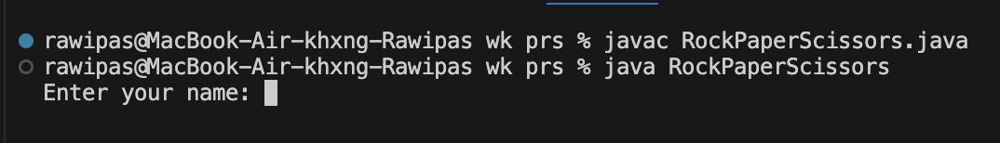 rawipas@MacBook-Air-khxng-Rawipas wk prs % javac RockPaperScissors.java
rawipas@MacBook-Air-khxng-Rawipas wk prs % java RockPaperScissors
Enter your name: